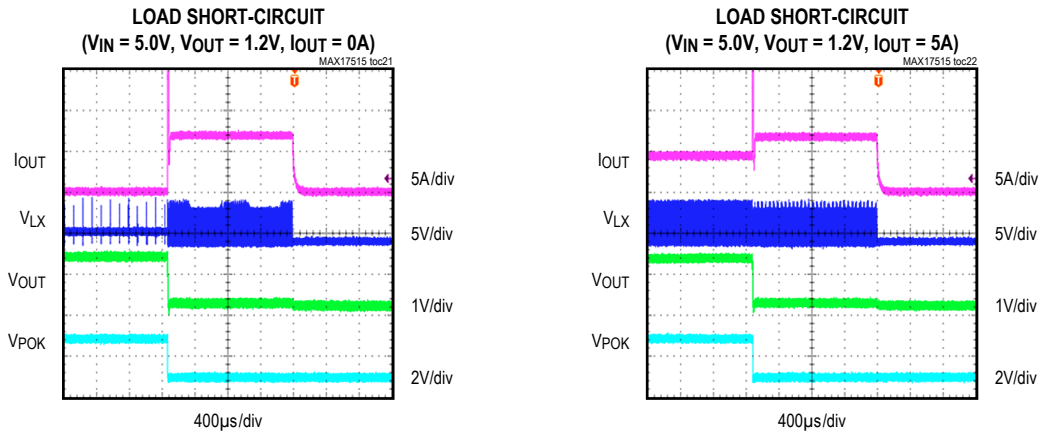 LOAD SHORT-CIRCUIT
(VIN = 5.0V, VOUT = 1.2V, IOUT = 0A)
MAX17515 toc21
T
IOUT
5A/div
VLX
5V/div
VOUT
1V/div
VPOK
2V/div
400µs/div
LOAD SHORT-CIRCUIT
(VIN = 5.0V, VOUT = 1.2V, IOUT = 5A)
MAX17515 toc22
T
IOUT
5A/div
VLX
5V/div
VOUT
1V/div
VPOK
2V/div
400µs/div